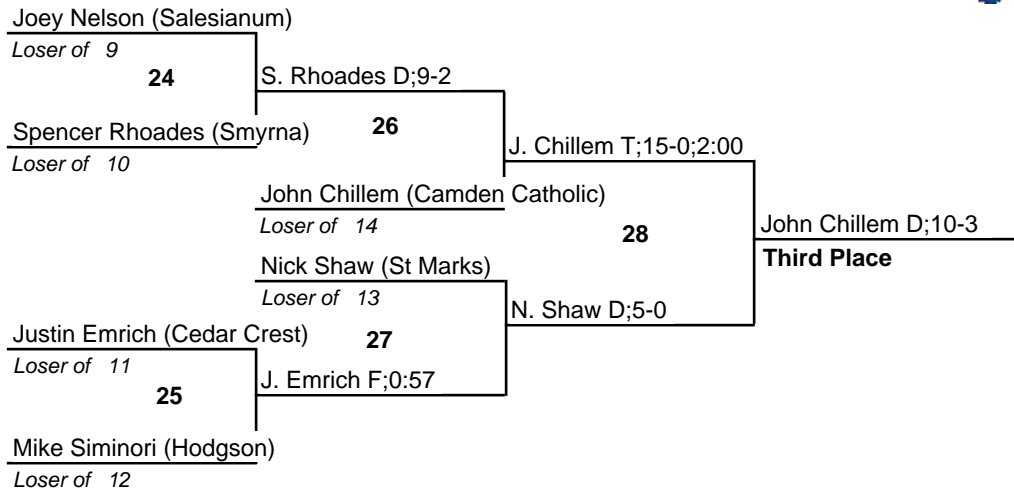 Joey Nelson (Salesianum)
Loser of 9
24
S. Rhoades D;9-2
Spencer Rhoades (Smyrna)
26
Loser of 10
J. Chillem T;15-0;2:00
John Chillem (Camden Catholic)
Loser of 14
28
John Chillem D;10-3
Third Place
Nick Shaw (St Marks)
Loser of 13
N. Shaw D;5-0
Justin Emrich (Cedar Crest)
27
Loser of 11
J. Emrich F;0:57
25
Mike Siminori (Hodgson)
Loser of 12